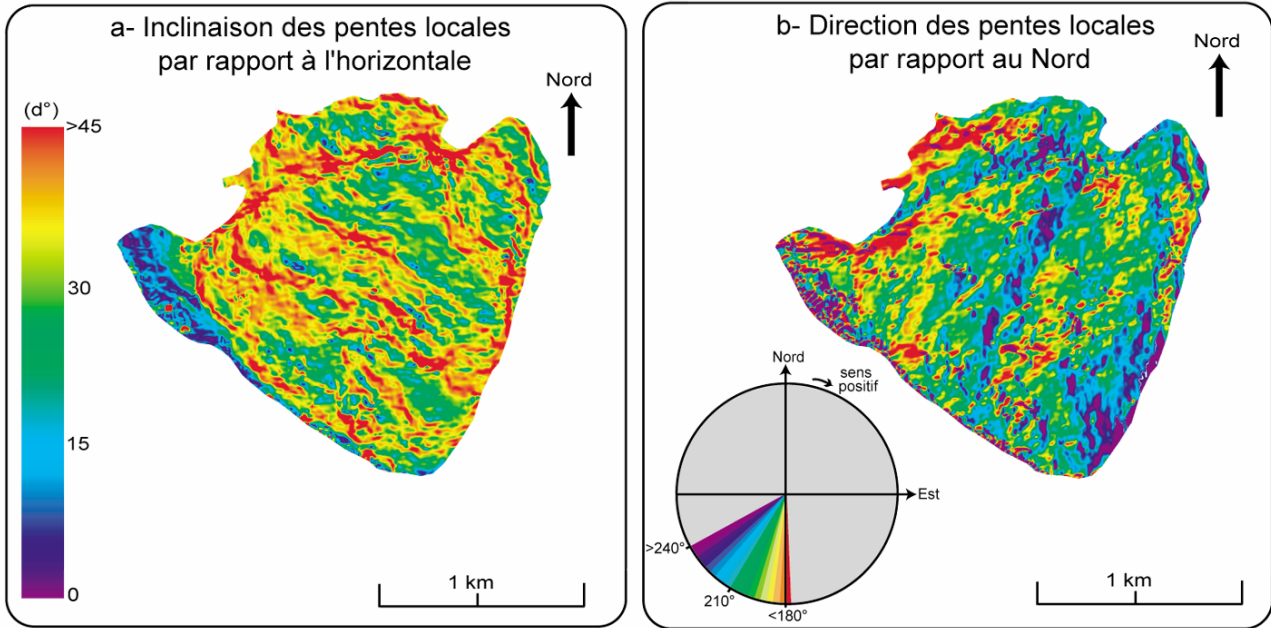 a- Inclinaison des pentes locales
par rapport à l'horizontale
Nord
(d°)
>45
30
15
0
1 km
b- Direction des pentes locales
par rapport au Nord
Nord
Nord
sens
positif
Est
>240°
210°
<180°
1 km